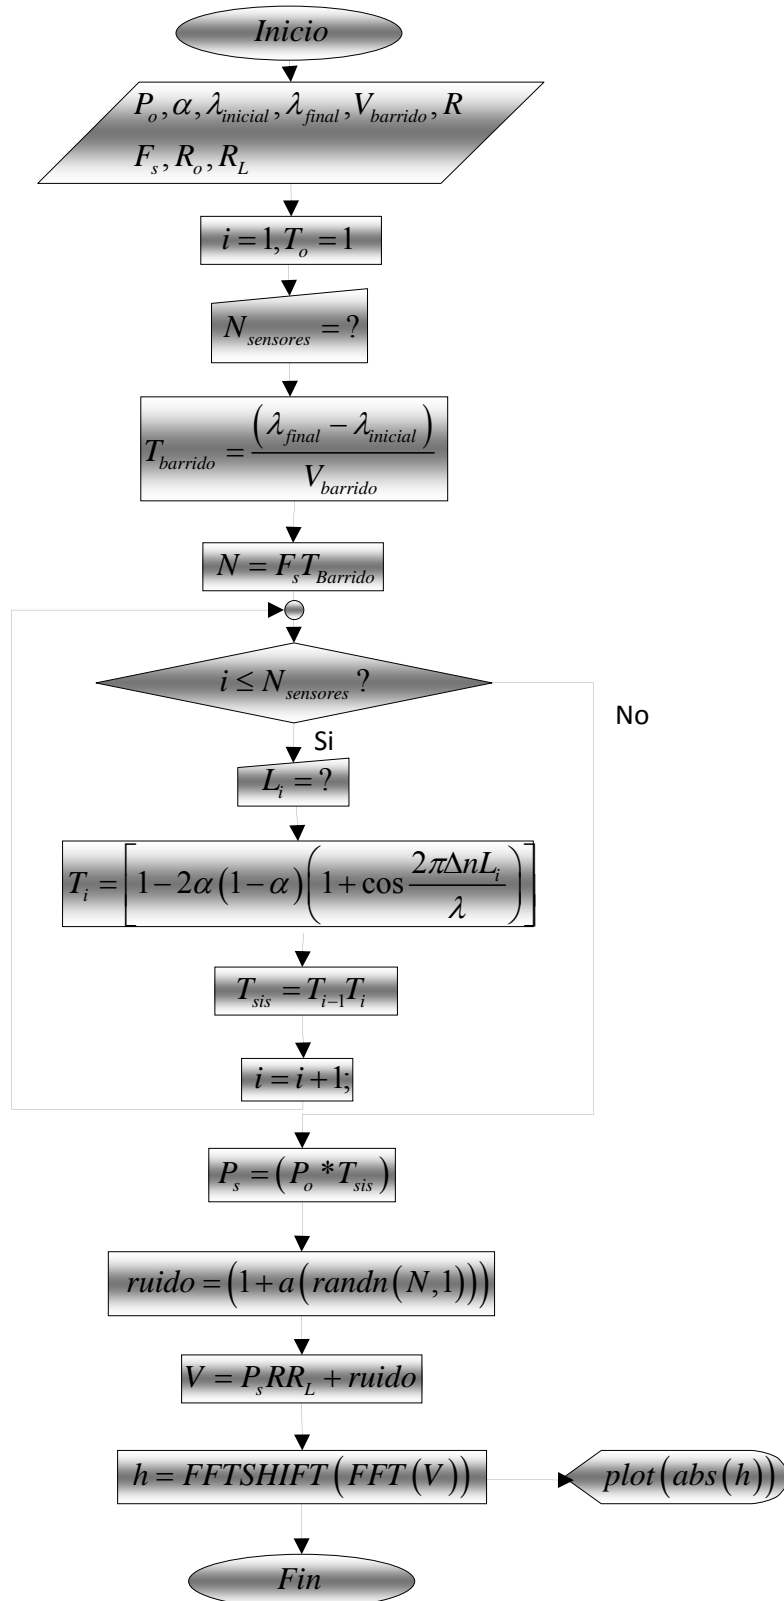 Inicio
P_o, α, λ_inicial, λ_final, V_barrido, R
F_s, R_o, R_L
i = 1, T_o = 1
N_sensores = ?
T_barrido = (λ_final − λ_inicial) / V_barrido
N = F_s T_Barrido
i ≤ N_sensores ?
No
Si
L_i = ?
T_i = [1 − 2α(1 − α)(1 + cos 2πΔnL_i / λ)]
T_sis = T_{i−1} T_i
i = i + 1;
P_s = (P_o * T_sis)
ruido = (1 + a(randn(N,1)))
V = P_s R R_L + ruido
h = FFTSHIFT(FFT(V))
plot(abs(h))
Fin